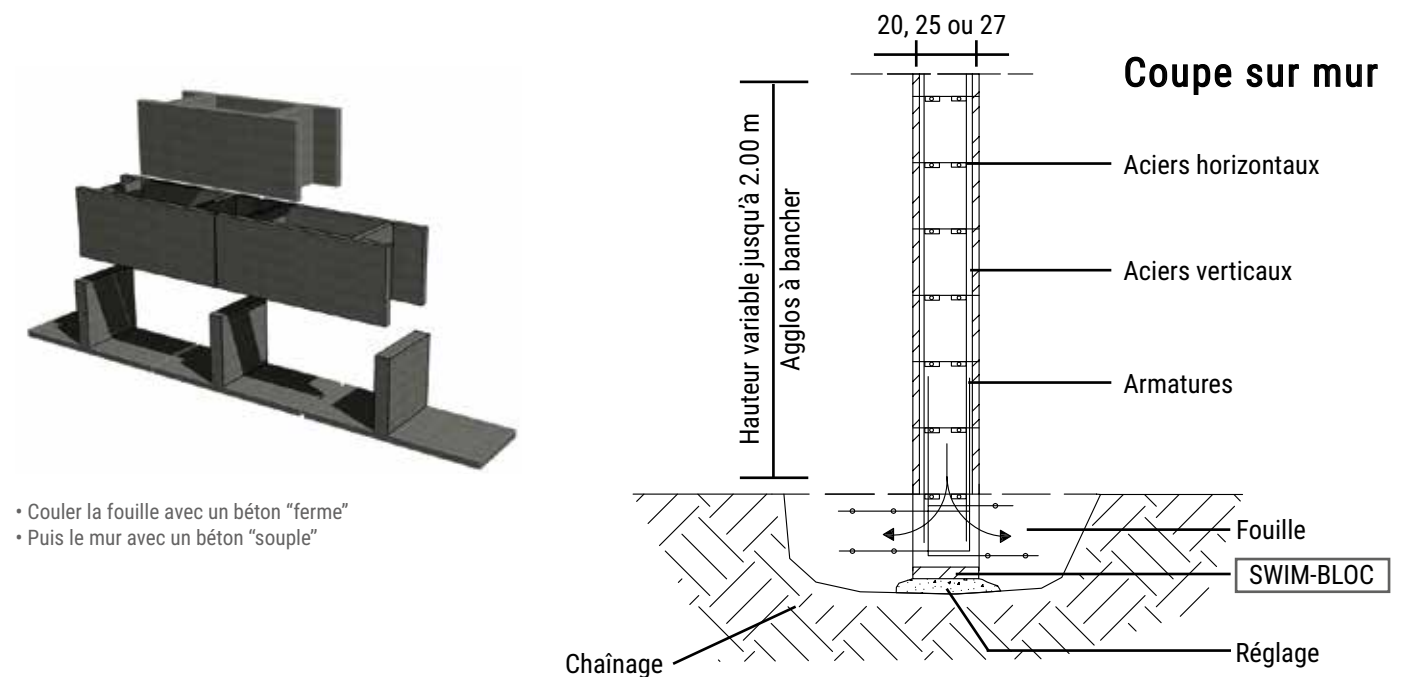 20, 25 ou 27
Coupe sur mur
Hauteur variable jusqu'à 2.00 m
Agglos à bancher
Aciers horizontaux
Aciers verticaux
Armatures
• Couler la fouille avec un béton “ferme”
• Puis le mur avec un béton “souple”
Fouille
SWIM-BLOC
Réglage
Chaînage